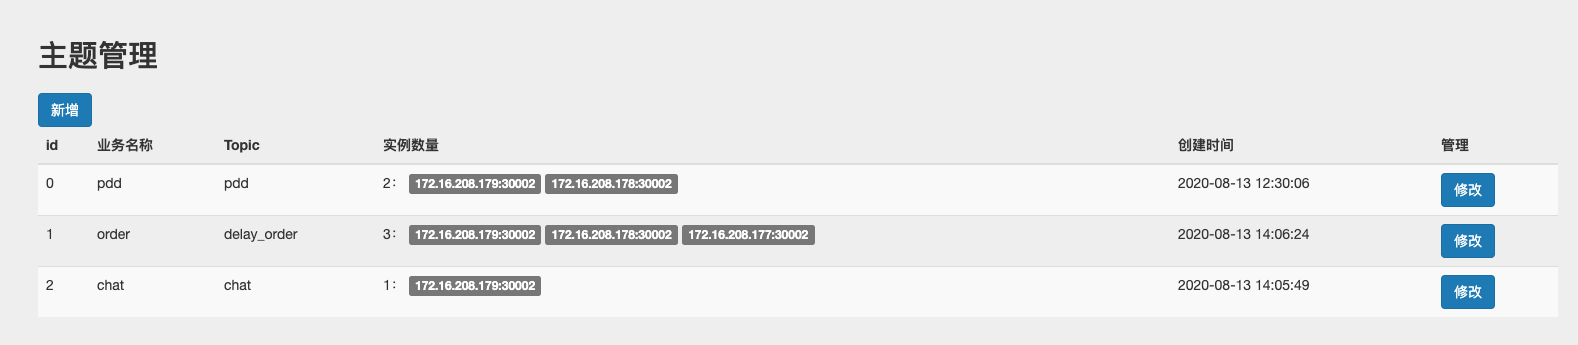 主题管理
新增
id 业务名称 Topic 实例数量 创建时间 管理
0 pdd pdd 2： 172.16.208.179:30002 172.16.208.178:30002 2020-08-13 12:30:06 修改
1 order delay_order 3： 172.16.208.179:30002 172.16.208.178:30002 172.16.208.177:30002 2020-08-13 14:06:24 修改
2 chat chat 1： 172.16.208.179:30002 2020-08-13 14:05:49 修改